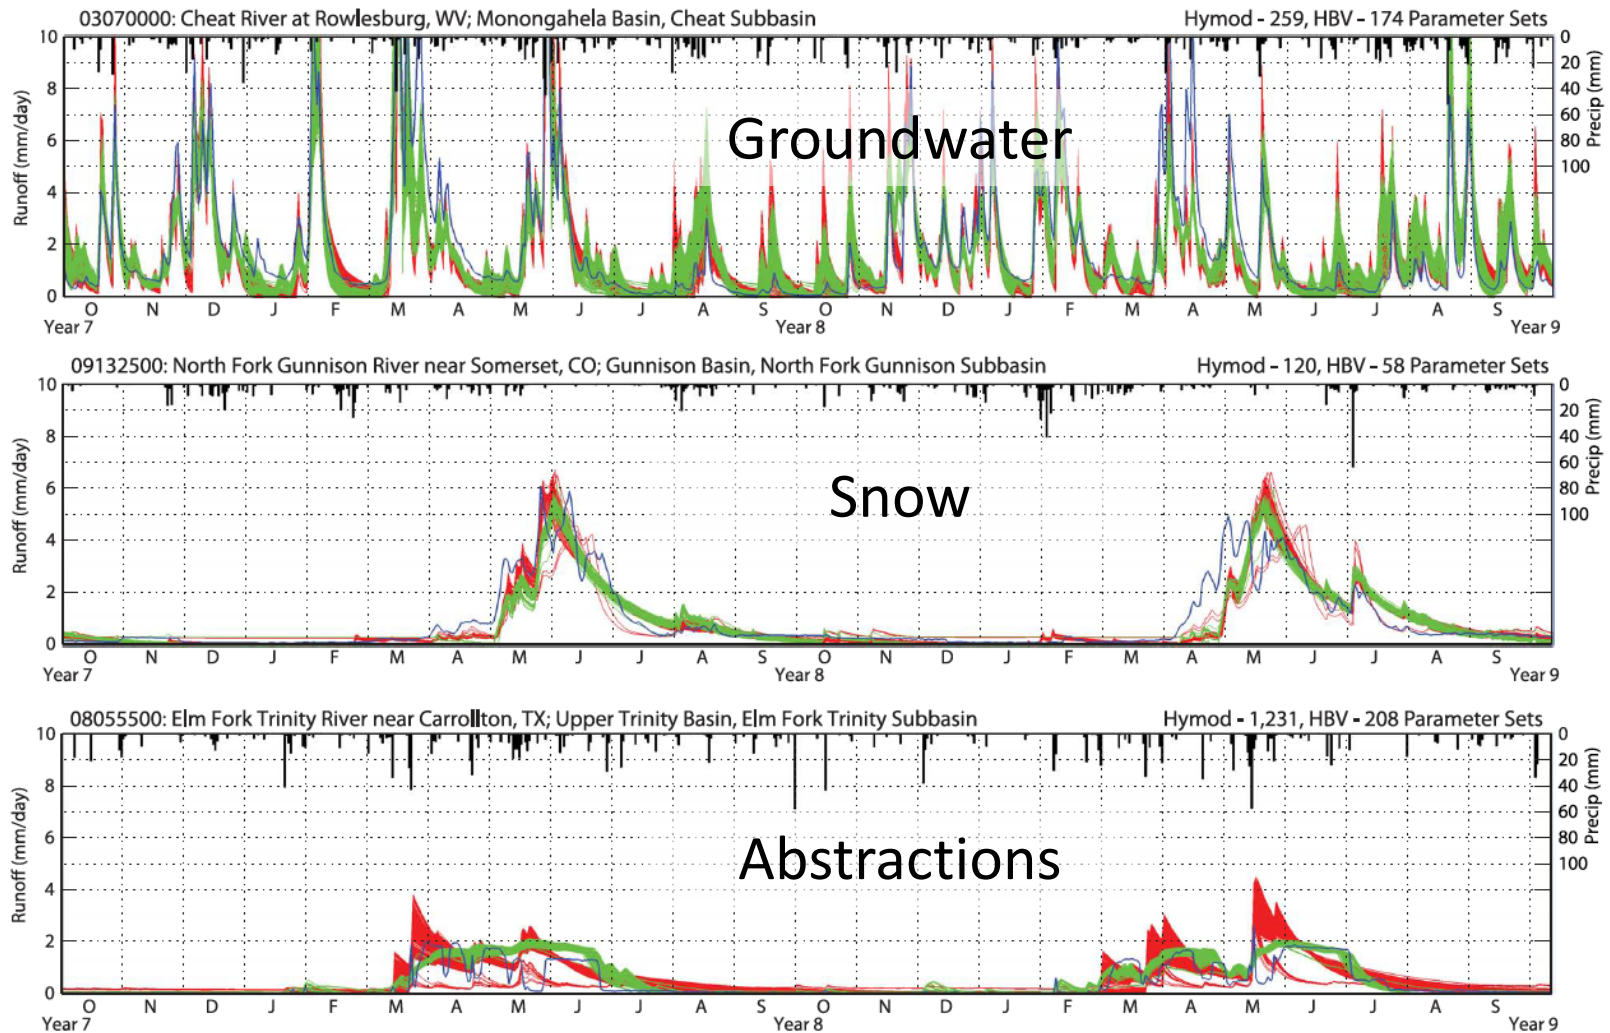 03070000: Cheat River at Rowlesburg, WV; Monongahela Basin, Cheat Subbasin Hymod - 259, HBV - 174 Parameter Sets
10 8 6 4 2 0
Runoff (mm/day)
0 20 40 60 80 100
Precip (mm)
Groundwater
O N D J F M A M J J A S O N D J F M A M J J A S
Year 7 Year 8 Year 9
09132500: North Fork Gunnison River near Somerset, CO; Gunnison Basin, North Fork Gunnison Subbasin Hymod - 120, HBV - 58 Parameter Sets
10 8 6 4 2 0
Runoff (mm/day)
0 20 40 60 80 100
Precip (mm)
Snow
O N D J F M A M J J A S O N D J F M A M J J A S
Year 7 Year 8 Year 9
08055500: Elm Fork Trinity River near Carrollton, TX; Upper Trinity Basin, Elm Fork Trinity Subbasin Hymod - 1,231, HBV - 208 Parameter Sets
10 8 6 4 2 0
Runoff (mm/day)
0 20 40 60 80 100
Precip (mm)
Abstractions
O N D J F M A M J J A S O N D J F M A M J J A S
Year 7 Year 8 Year 9